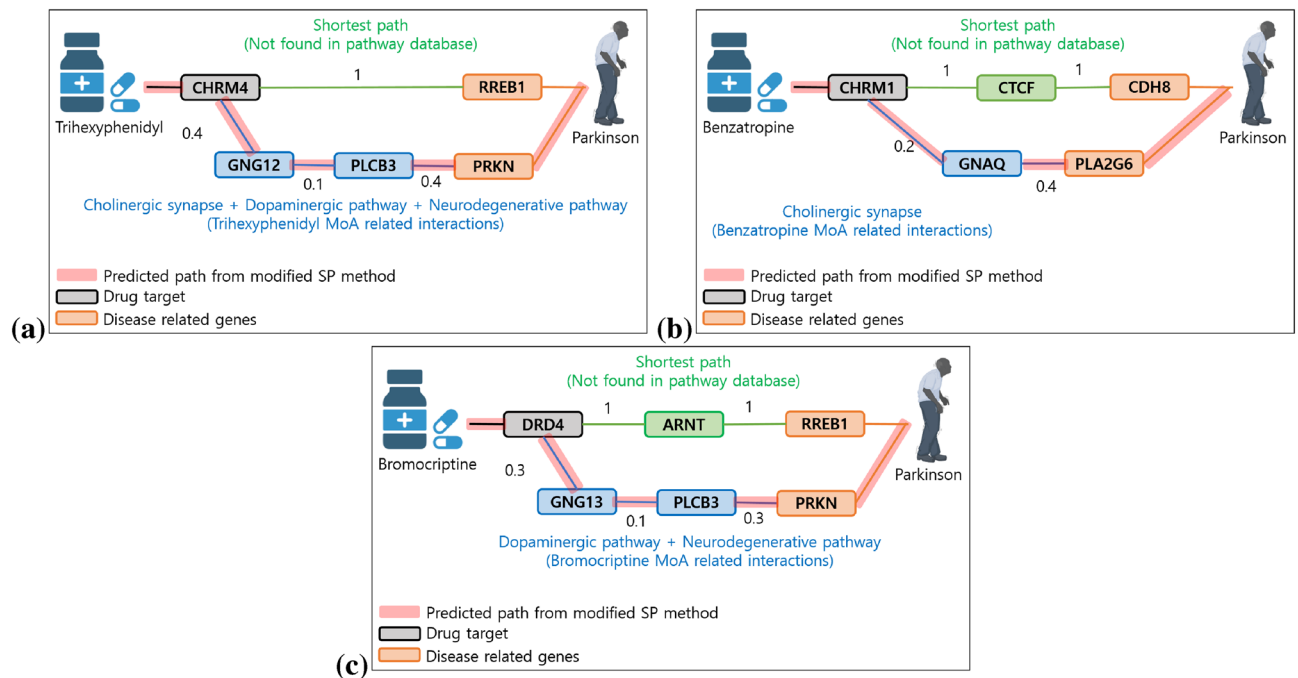 Shortest path
(Not found in pathway database)
1
CHRM4
RREB1
Trihexyphenidyl
Parkinson
0.4
GNG12
PLCB3
PRKN
0.1
0.4
Cholinergic synapse + Dopaminergic pathway + Neurodegenerative pathway
(Trihexyphenidyl MoA related interactions)
Predicted path from modified SP method
Drug target
Disease related genes
(a)
Shortest path
(Not found in pathway database)
1
1
CHRM1
CTCF
CDH8
Benzatropine
Parkinson
0.2
GNAQ
PLA2G6
0.4
Cholinergic synapse
(Benzatropine MoA related interactions)
Predicted path from modified SP method
Drug target
Disease related genes
(b)
Shortest path
(Not found in pathway database)
1
1
DRD4
ARNT
RREB1
Bromocriptine
Parkinson
0.3
GNG13
PLCB3
PRKN
0.1
0.3
Dopaminergic pathway + Neurodegenerative pathway
(Bromocriptine MoA related interactions)
Predicted path from modified SP method
Drug target
Disease related genes
(c)